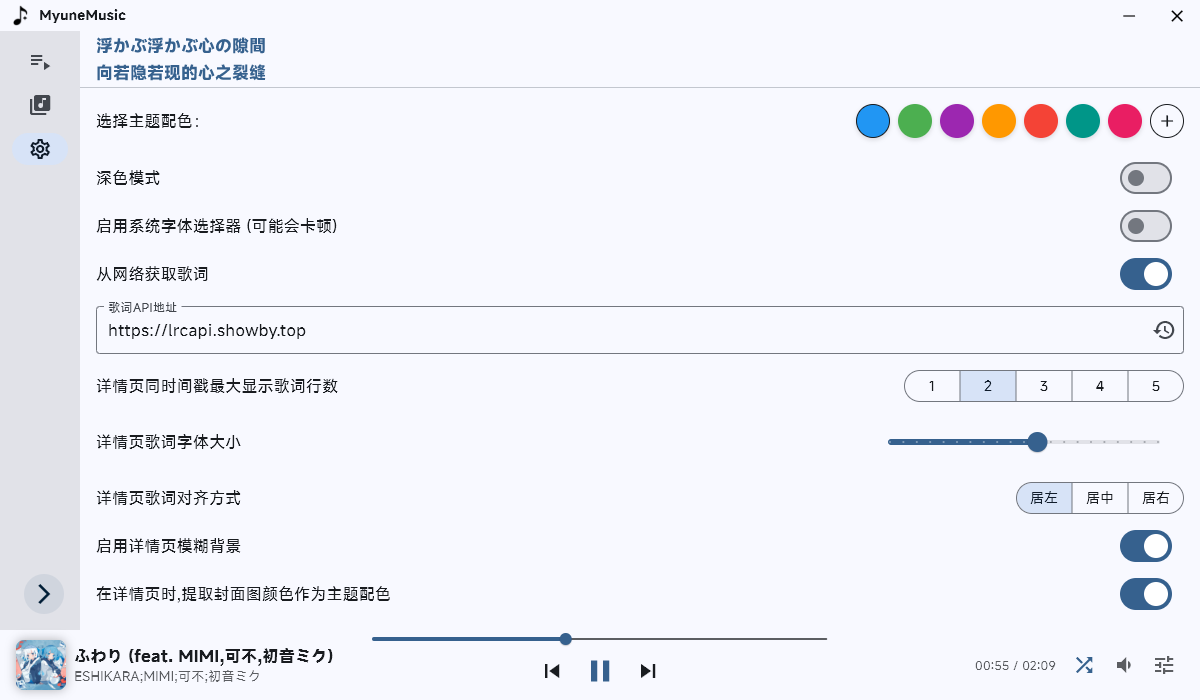 MyuneMusic
浮かぶ浮かぶ心の隙間
向若隐若现的心之裂缝
选择主题配色：
深色模式
启用系统字体选择器 (可能会卡顿)
从网络获取歌词
歌词API地址
https://lrcapi.showby.top
详情页同时间戳最大显示歌词行数
1 2 3 4 5
详情页歌词字体大小
详情页歌词对齐方式
居左 居中 居右
启用详情页模糊背景
在详情页时,提取封面图颜色作为主题配色
ふわり (feat. MIMI,可不,初音ミク)
ESHIKARA;MIMI;可不;初音ミク
00:55 / 02:09